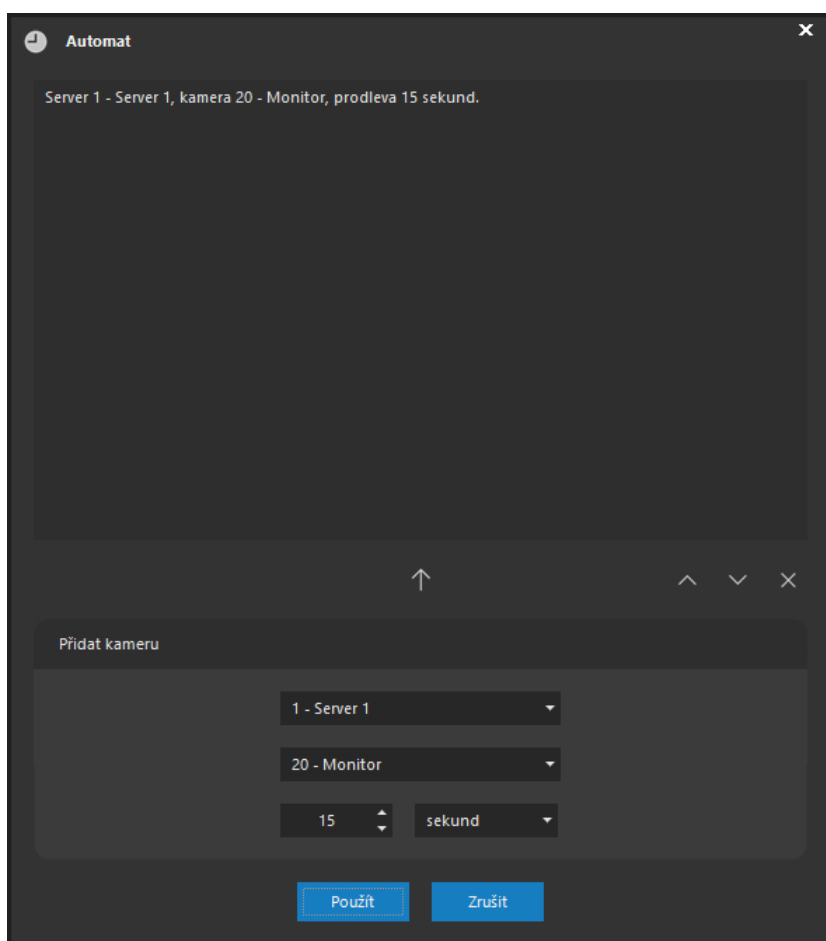 Automat
Server 1 - Server 1, kamera 20 - Monitor, prodleva 15 sekund.
Přidat kameru
1 - Server 1
20 - Monitor
15 sekund
Použít Zrušit